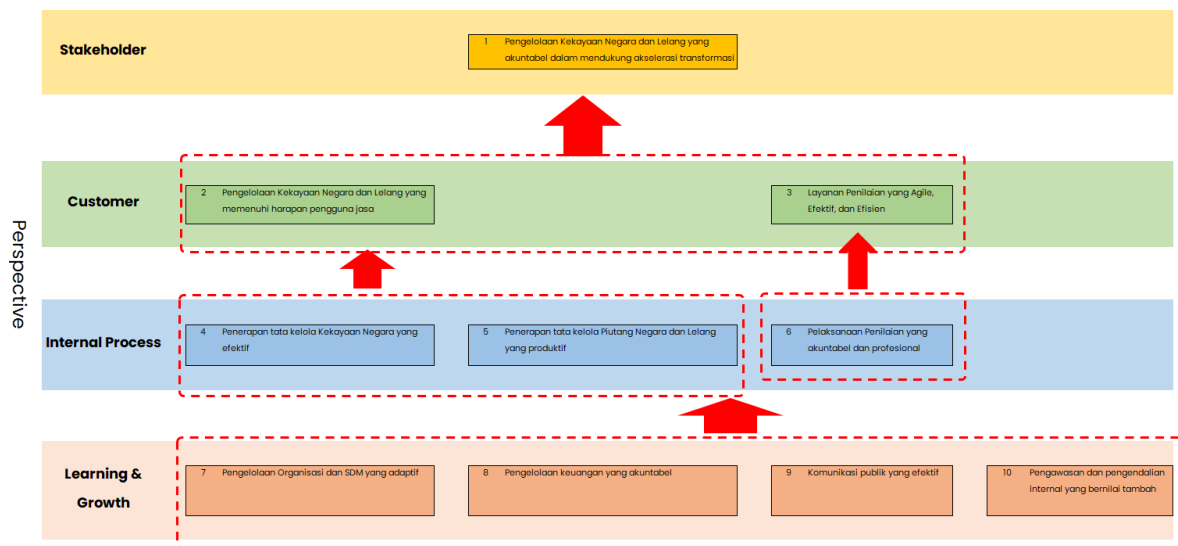 Perspective
Stakeholder
1 Pengelolaan Kekayaan Negara dan Lelang yang
akuntabel dalam mendukung akselerasi transformasi
Customer
2 Pengelolaan Kekayaan Negara dan Lelang yang
memenuhi harapan pengguna jasa
3 Layanan Penilaian yang Agile,
Efektif, dan Efisien
Internal Process
4 Penerapan tata kelola Kekayaan Negara yang
efektif
5 Penerapan tata kelola Piutang Negara dan Lelang
yang produktif
6 Pelaksanaan Penilaian yang
akuntabel dan profesional
Learning &
Growth
7 Pengelolaan Organisasi dan SDM yang adaptif
8 Pengelolaan keuangan yang akuntabel
9 Komunikasi publik yang efektif
10 Pengawasan dan pengendalian
internal yang bernilai tambah